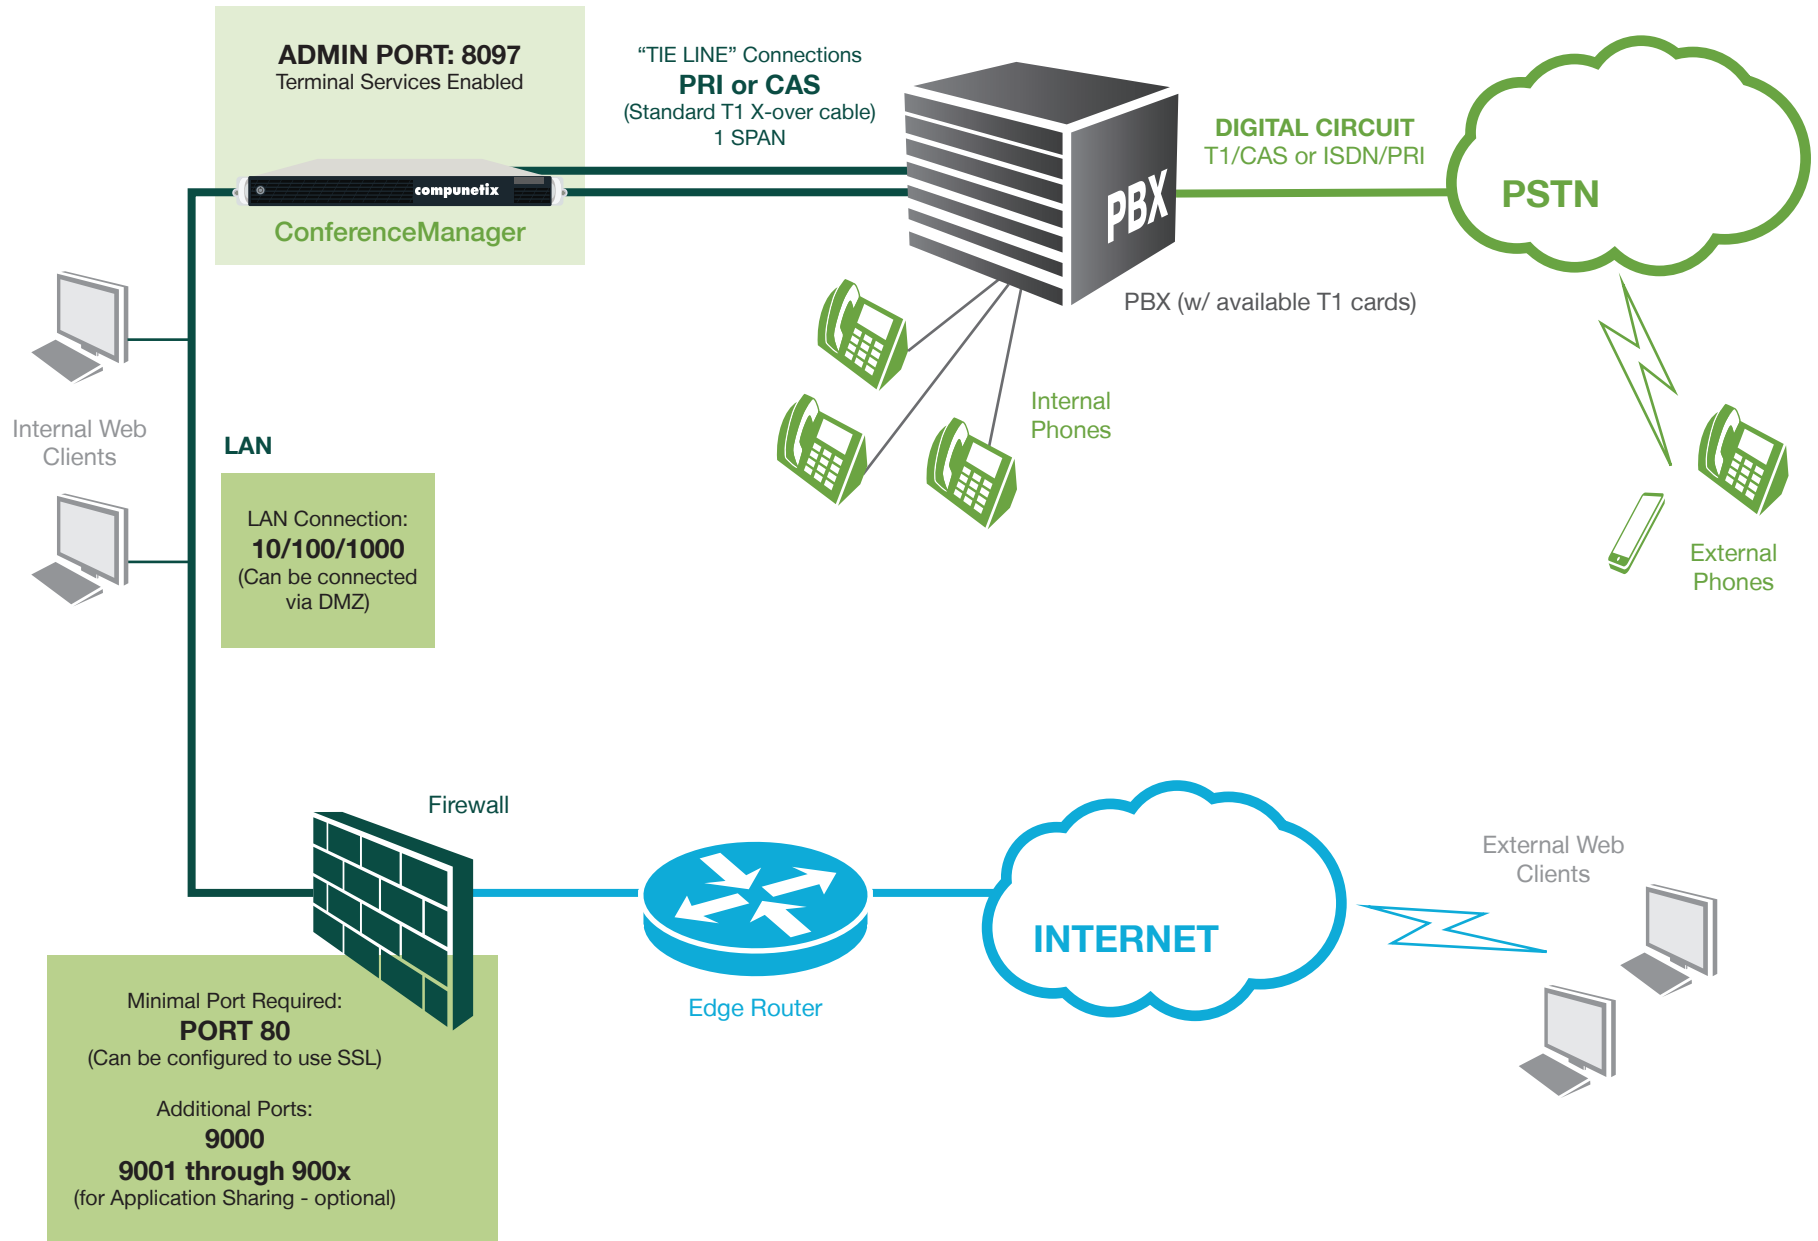 ADMIN PORT: 8097
Terminal Services Enabled
compunetix
ConferenceManager
“TIE LINE” Connections
PRI or CAS
(Standard T1 X-over cable)
1 SPAN
PBX
DIGITAL CIRCUIT
T1/CAS or ISDN/PRI
PSTN
PBX (w/ available T1 cards)
Internal
Phones
External
Phones
Internal Web
Clients
LAN
LAN Connection:
10/100/1000
(Can be connected
via DMZ)
Firewall
Minimal Port Required:
PORT 80
(Can be configured to use SSL)
Additional Ports:
9000
9001 through 900x
(for Application Sharing - optional)
Edge Router
INTERNET
External Web
Clients